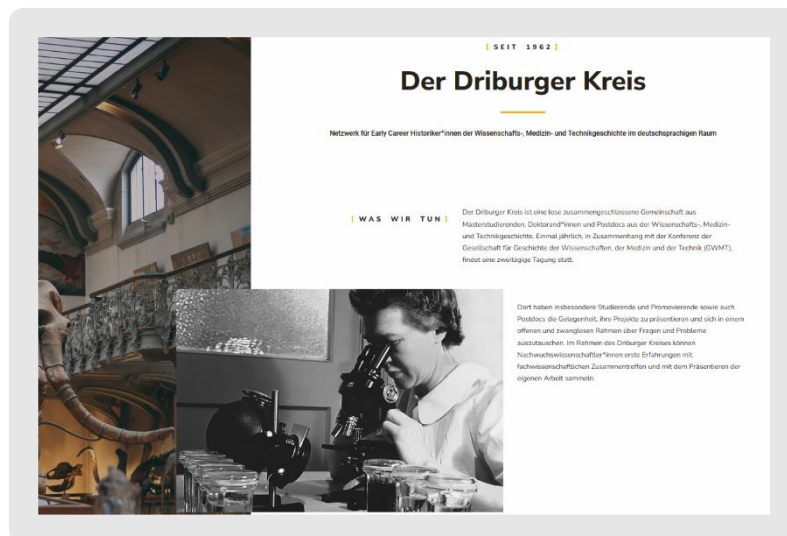 [ SEIT 1962 ]
Der Driburger Kreis
Netzwerk für Early Career Historiker*innen der Wissenschafts-, Medizin- und Technikgeschichte im deutschsprachigen Raum
[ WAS WIR TUN ]
Der Driburger Kreis ist eine lose zusammengeschlossene Gemeinschaft aus
Masterstudierenden, Doktorand*innen und Postdocs aus der Wissenschafts-, Medizin-
und Technikgeschichte. Einmal jährlich, in Zusammenhang mit der Konferenz der
Gesellschaft für Geschichte der Wissenschaften, der Medizin und der Technik (GWMT),
findet eine zweitägige Tagung statt.
Dort haben insbesondere Studierende und Promovierende sowie auch
Postdocs die Gelegenheit, ihre Projekte zu präsentieren und sich in einem
offenen und zwanglosen Rahmen über Fragen und Probleme
auszutauschen. Im Rahmen des Driburger Kreises können
Nachwuchswissenschaftler*innen erste Erfahrungen mit
fachwissenschaftlichen Zusammentreffen und mit dem Präsentieren der
eigenen Arbeit sammeln.